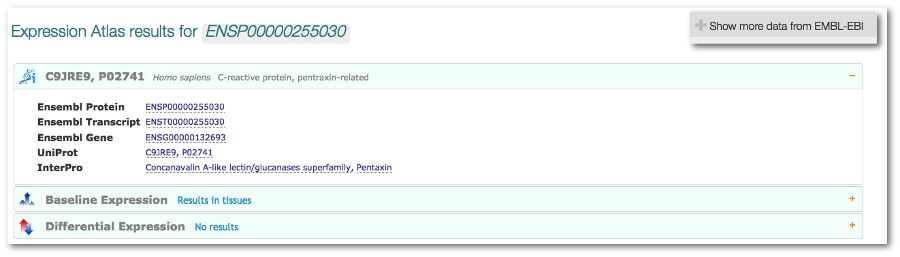 Expression Atlas results for ENSP00000255030
Show more data from EMBL-EBI
C9JRE9, P02741 Homo sapiens C-reactive protein, pentraxin-related
Ensembl Protein ENSP00000255030
Ensembl Transcript ENST00000255030
Ensembl Gene ENSG00000132693
UniProt C9JRE9, P02741
InterPro Concanavalin A-like lectin/glucanases superfamily, Pentaxin
Baseline Expression Results in tissues
Differential Expression No results